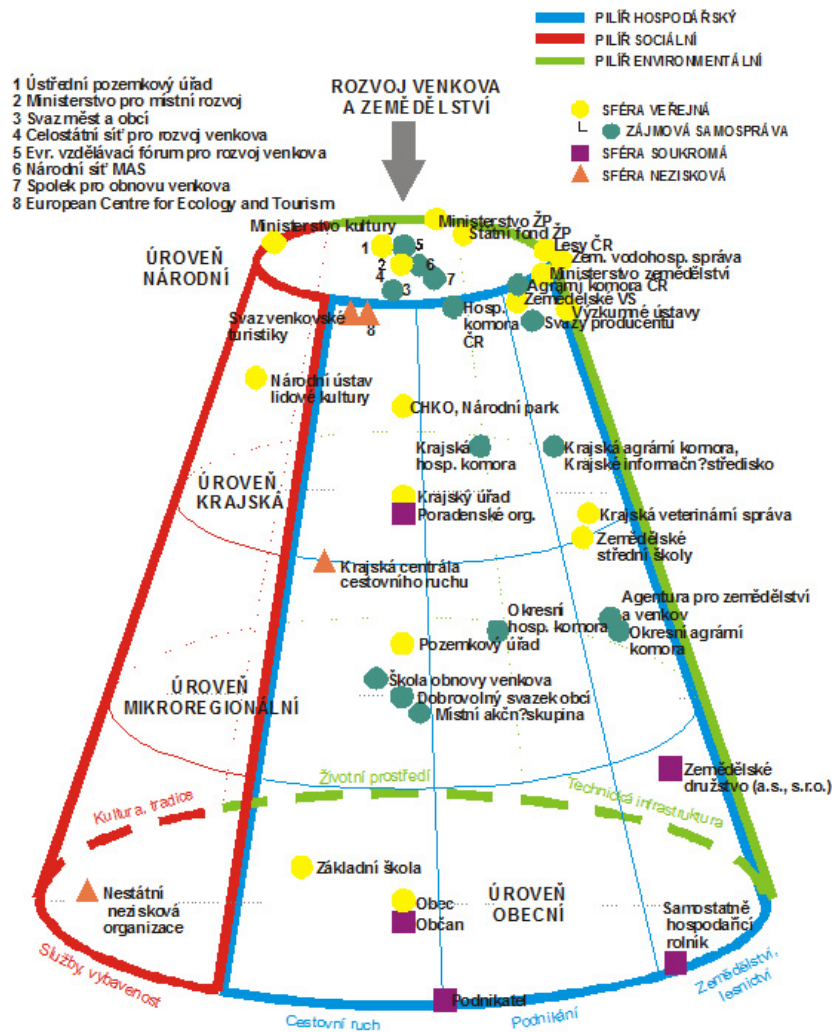 PILÍŘ HOSPODÁŘSKÝ
PILÍŘ SOCIÁLNÍ
PILÍŘ ENVIRONMENTÁLNÍ
1 Ústřední pozemkový úřad
2 Ministerstvo pro místní rozvoj
3 Svaz měst a obcí
4 Celostátní síť pro rozvoj venkova
5 Evr. vzdělávací fórum pro rozvoj venkova
6 Národní síť MAS
7 Spolek pro obnovu venkova
8 European Centre for Ecology and Tourism
ROZVOJ VENKOVA
A ZEMĚDĚLSTVÍ
SFÉRA VEŘEJNÁ
ZÁJMOVÁ SAMOSPRÁVA
SFÉRA SOUKROMÁ
SFÉRA NEZISKOVÁ
Ministerstvo kultury
Ministerstvo ŽP
Státní fond ŽP
ÚROVEŇ
NÁRODNÍ
1
5
2
6
4
7
3
8
Lesy ČR
Zem. vodohosp. správa
Ministerstvo zemědělství
Agrární komora ČR
Zemědělské VS
Výzkumné ústavy
Svazy producentu
Hosp.
komora
ČR
Svaz venkovské
turistiky
Národní ústav
lidové kultury
CHKO, Národní park
Krajská
hosp. komora
Krajská agrární komora,
Krajské informačn?středisko
ÚROVEŇ
KRAJSKÁ
Krajský úřad
Poradenské org.
Krajská veterinární správa
Zemědělské
střední školy
Krajská centrála
cestovního ruchu
Agentura pro zemědělství
a venkov
Okresní
hosp. komora
Okresni agrární
komora
Pozemkový úřad
ÚROVEŇ
MIKROREGIONÁLNÍ
Škola obnovy venkova
Dobrovolný svazek obcí
Místní akčn?skupina
Životní prostředí
Zemědělské
družstvo (a.s., s.r.o.)
Kultura, tradice
Technická infrastruktura
Základní škola
Nestátní
nezisková
organizace
Obec
Občan
ÚROVEŇ
OBECNÍ
Samostatně
hospodařící
rolník
Služby, vybavenost
Podnikatel
Cestovní ruch
Podnikání
Zemědělství,
lesnictví